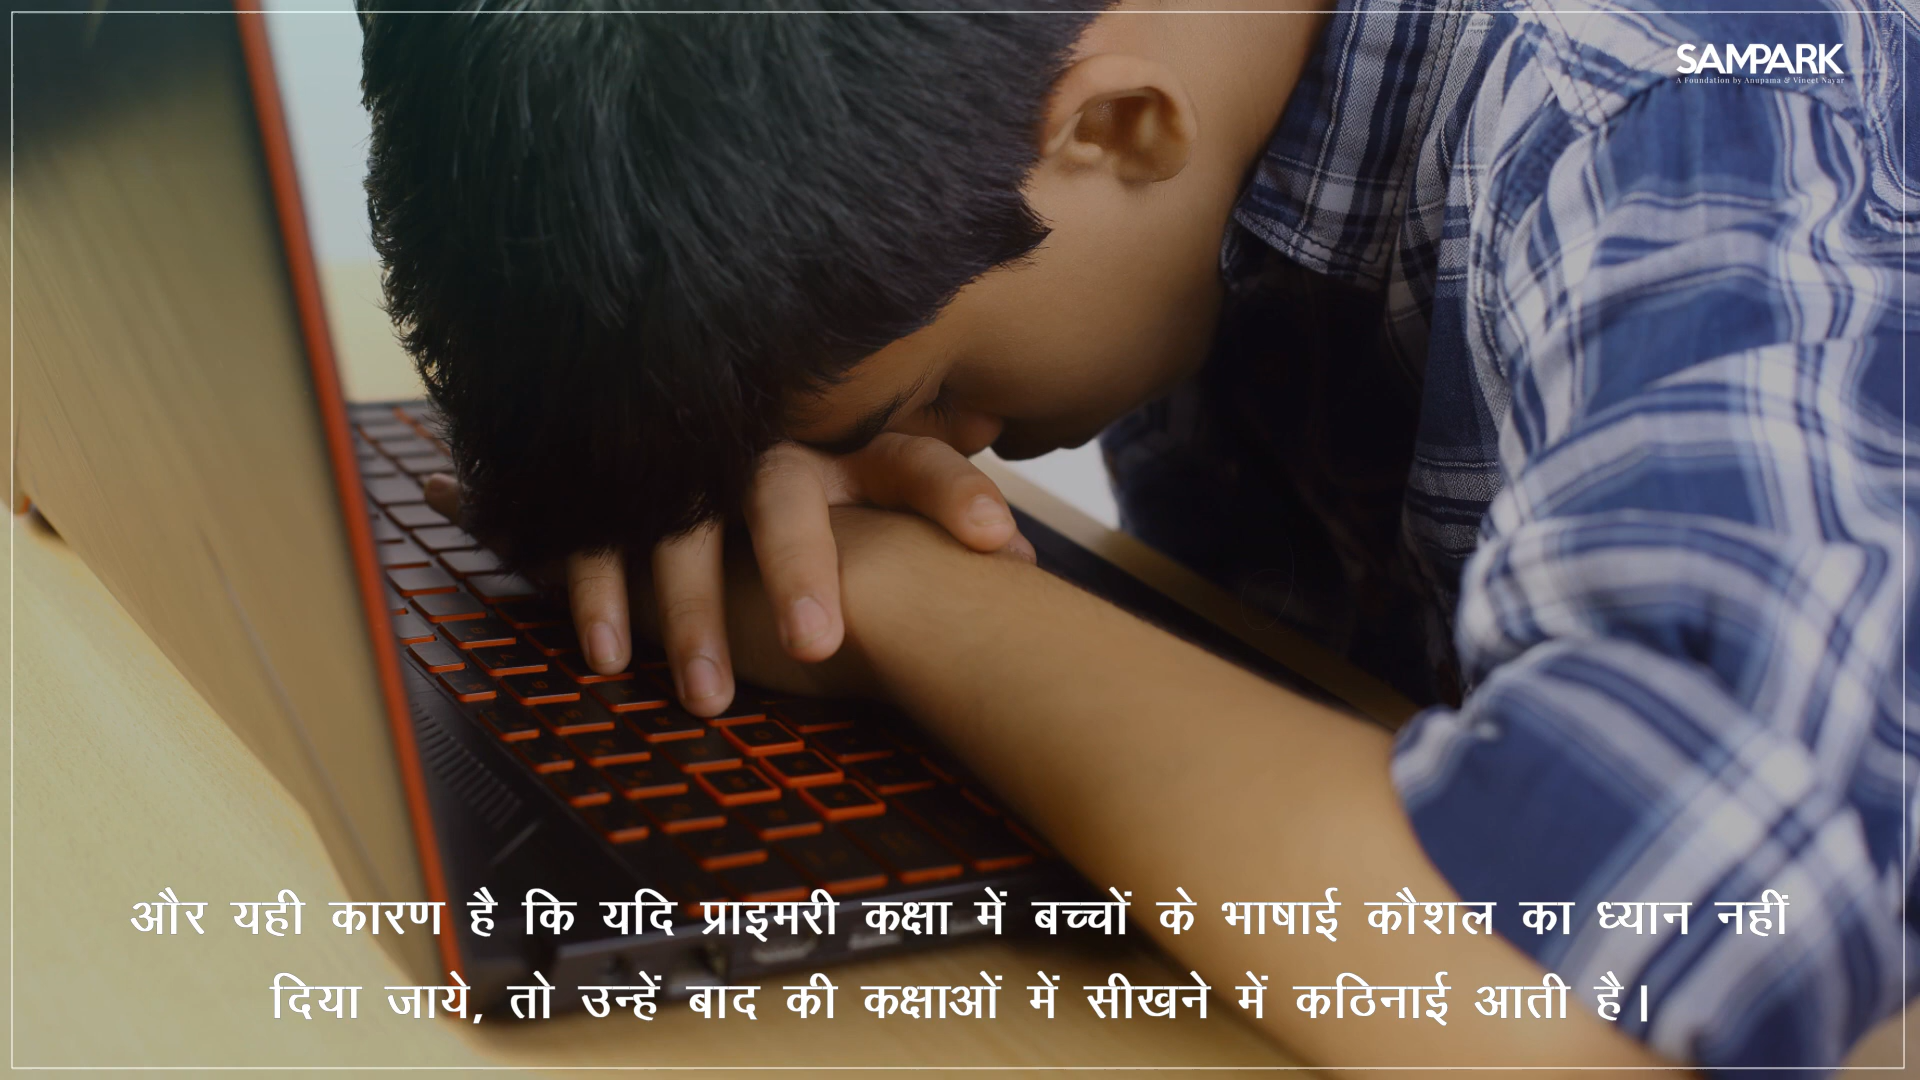 SAMPARK
A Foundation by Anupama & Vineet Nayar
और यही कारण है कि यदि प्राइमरी कक्षा में बच्चों के भाषाई कौशल का ध्यान नहीं
दिया जाये, तो उन्हें बाद की कक्षाओं में सीखने में कठिनाई आती है।